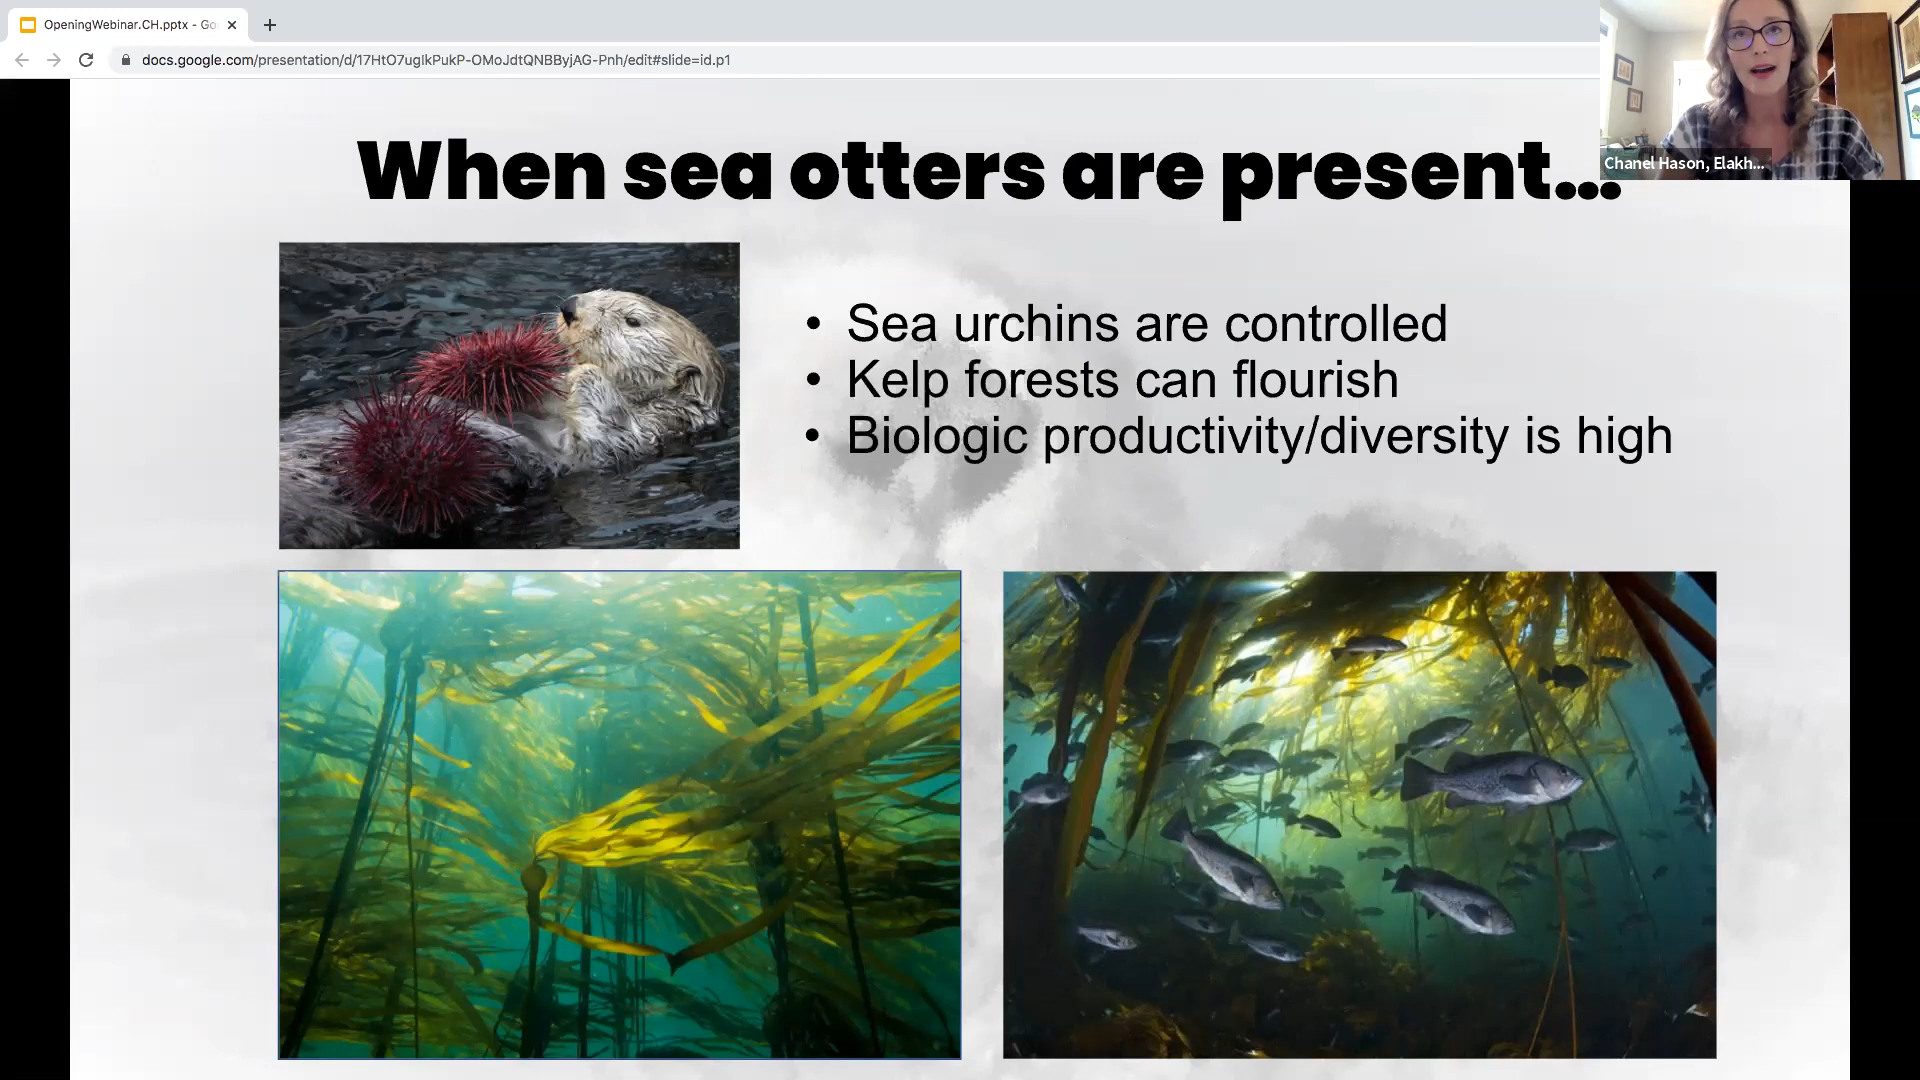 OpeningWebinar.CH.pptx - Go
docs.google.com/presentation/d/17HtO7uglkPukP-OMoJdtQNBByjAG-Pnh/edit#slide=id.p1
Chanel Hason, Elakh...
When sea otters are present...
• Sea urchins are controlled
• Kelp forests can flourish
• Biologic productivity/diversity is high